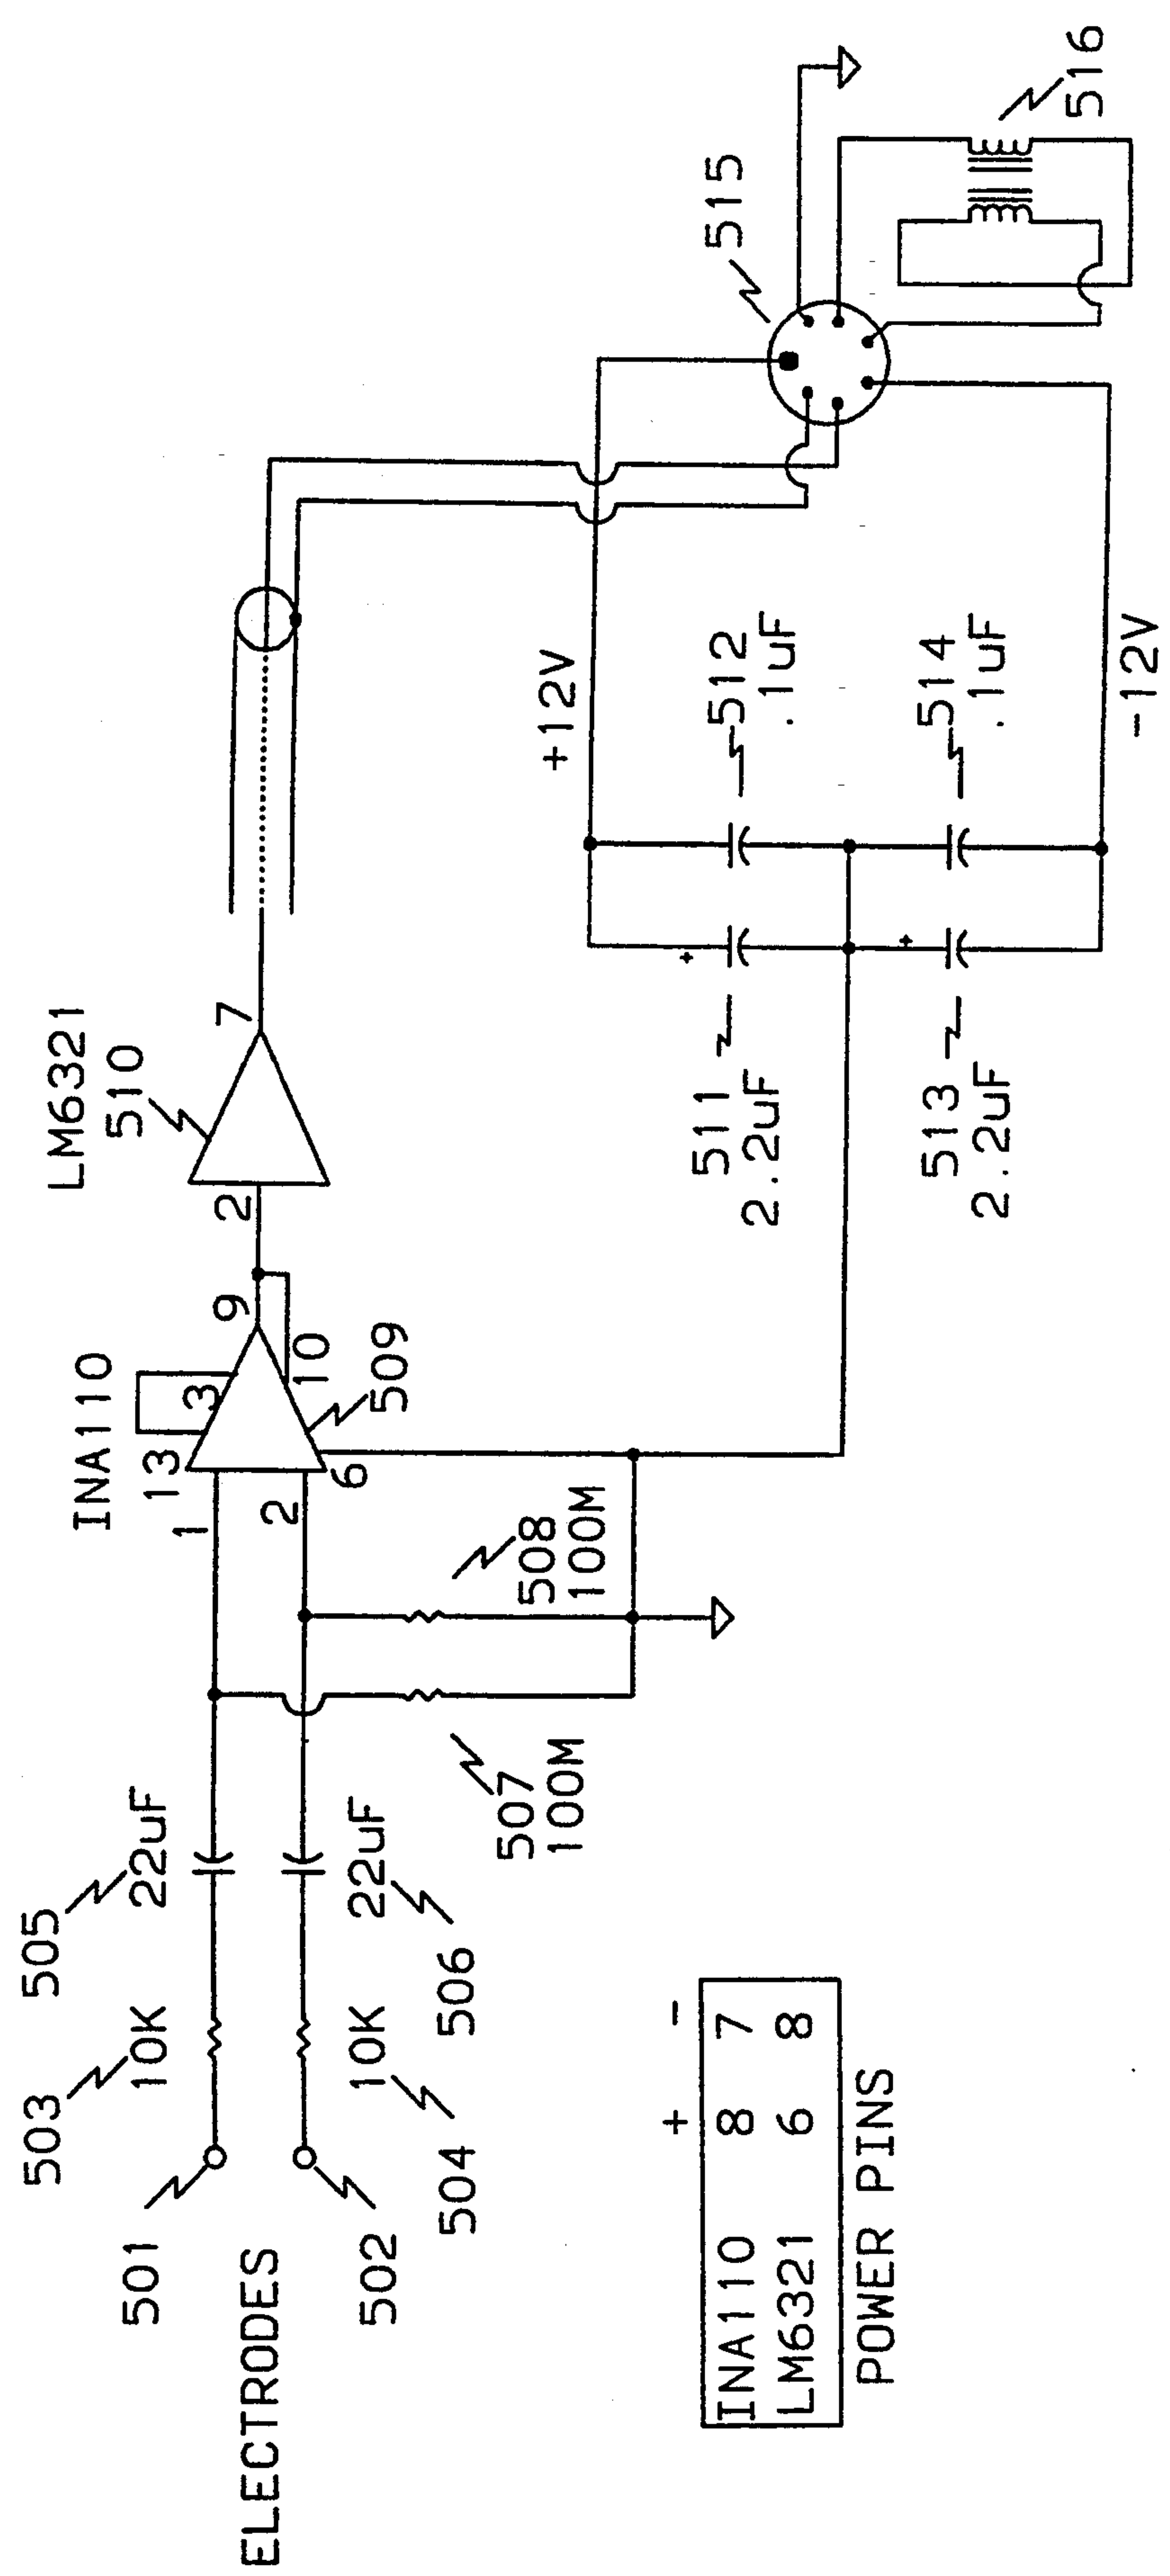 ELECTRODES
501
502
503
10K
505
22uF
10K
504
22uF
506
507
100M
508
100M
INA110
13
3
1
2
6
9
10
509
LM6321
510
2
7
511
2.2uF
513
2.2uF
+12V
512
.1uF
514
.1uF
-12V
515
516
+ -
INA110 8 7
LM6321 6 8
POWER PINS